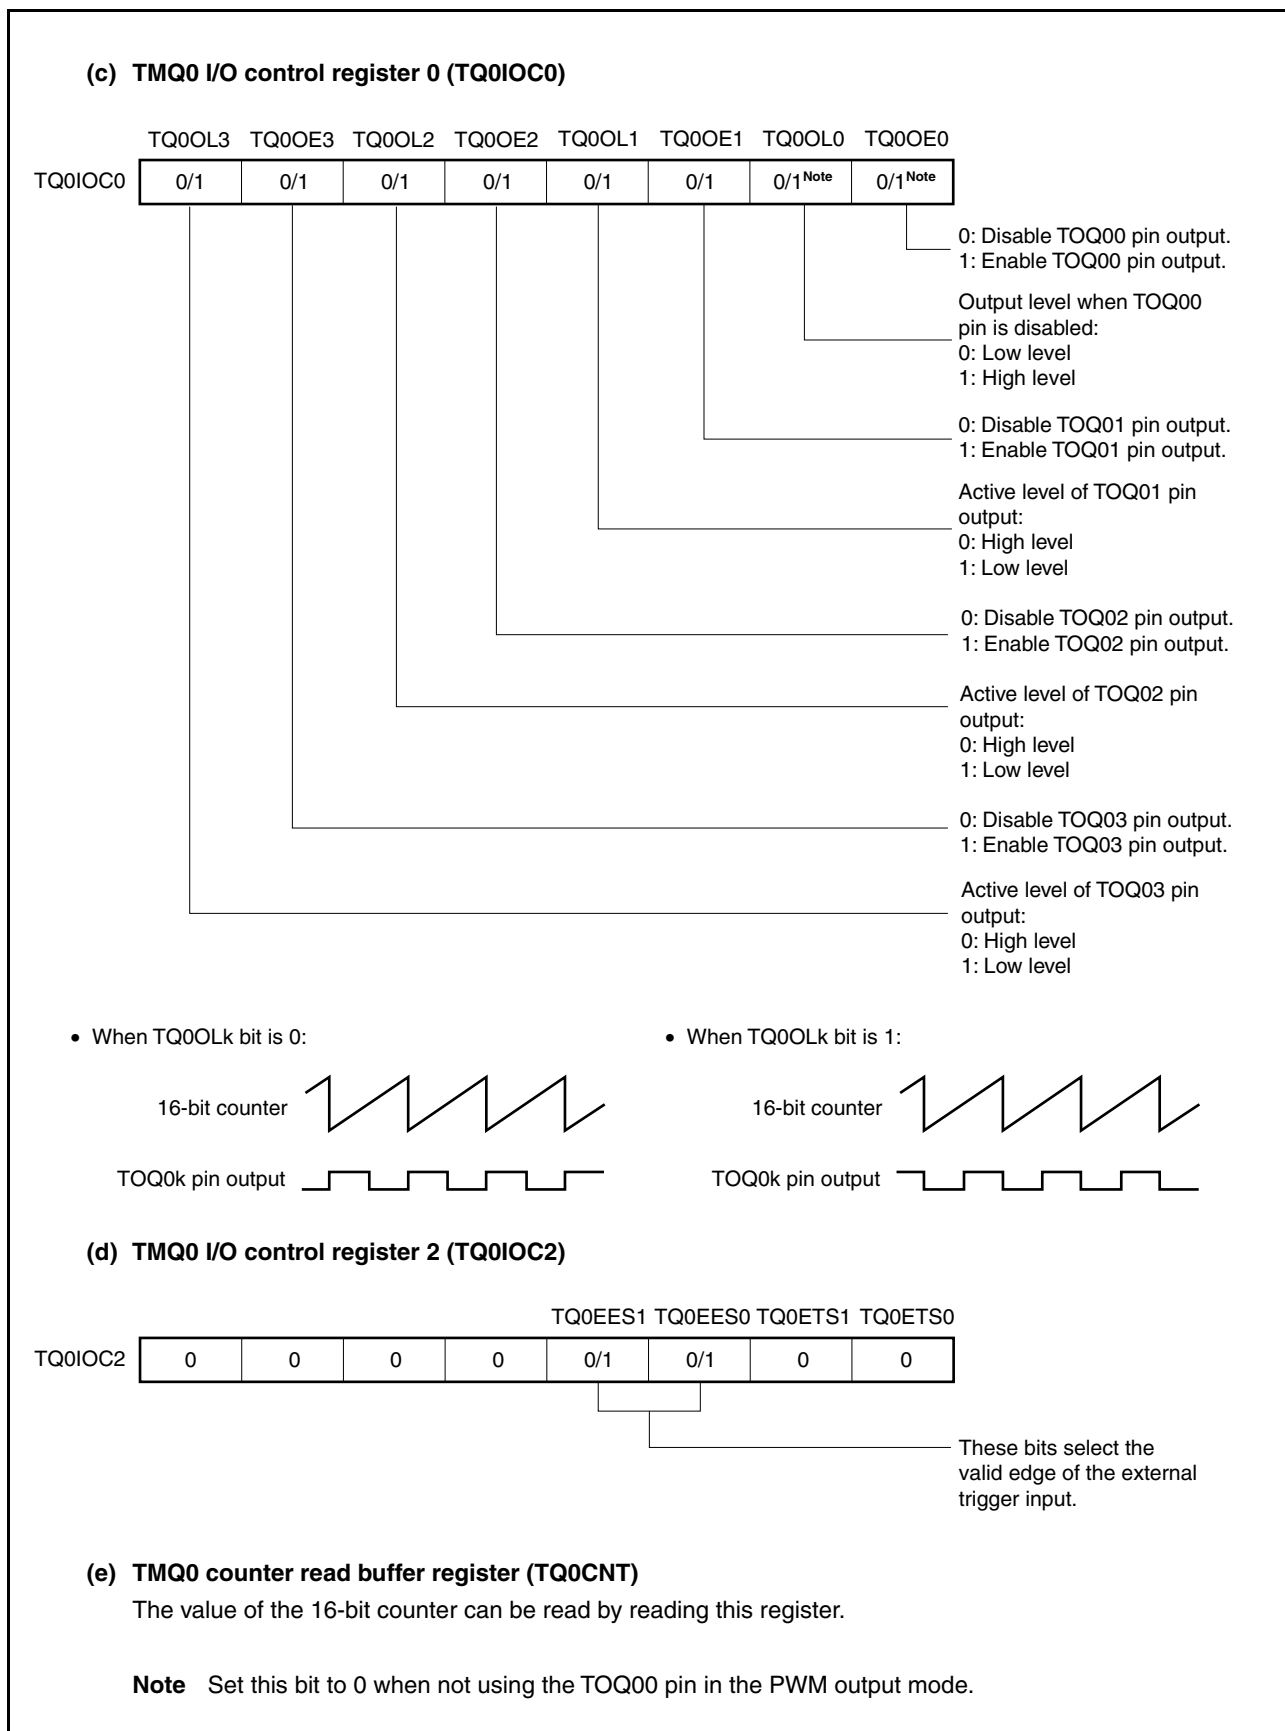 (c) TMQ0 I/O control register 0 (TQ0IOC0)
TQ0OL3 TQ0OE3 TQ0OL2 TQ0OE2 TQ0OL1 TQ0OE1 TQ0OL0 TQ0OE0
TQ0IOC0 0/1 0/1 0/1 0/1 0/1 0/1 0/1Note 0/1Note
0: Disable TOQ00 pin output.
1: Enable TOQ00 pin output.
Output level when TOQ00
pin is disabled:
0: Low level
1: High level
0: Disable TOQ01 pin output.
1: Enable TOQ01 pin output.
Active level of TOQ01 pin
output:
0: High level
1: Low level
0: Disable TOQ02 pin output.
1: Enable TOQ02 pin output.
Active level of TOQ02 pin
output:
0: High level
1: Low level
0: Disable TOQ03 pin output.
1: Enable TOQ03 pin output.
Active level of TOQ03 pin
output:
0: High level
1: Low level
• When TQ0OLk bit is 0:
16-bit counter
TOQ0k pin output
• When TQ0OLk bit is 1:
16-bit counter
TOQ0k pin output
(d) TMQ0 I/O control register 2 (TQ0IOC2)
TQ0EES1 TQ0EES0 TQ0ETS1 TQ0ETS0
TQ0IOC2 0 0 0 0 0/1 0/1 0 0
These bits select the
valid edge of the external
trigger input.
(e) TMQ0 counter read buffer register (TQ0CNT)
The value of the 16-bit counter can be read by reading this register.
Note Set this bit to 0 when not using the TOQ00 pin in the PWM output mode.